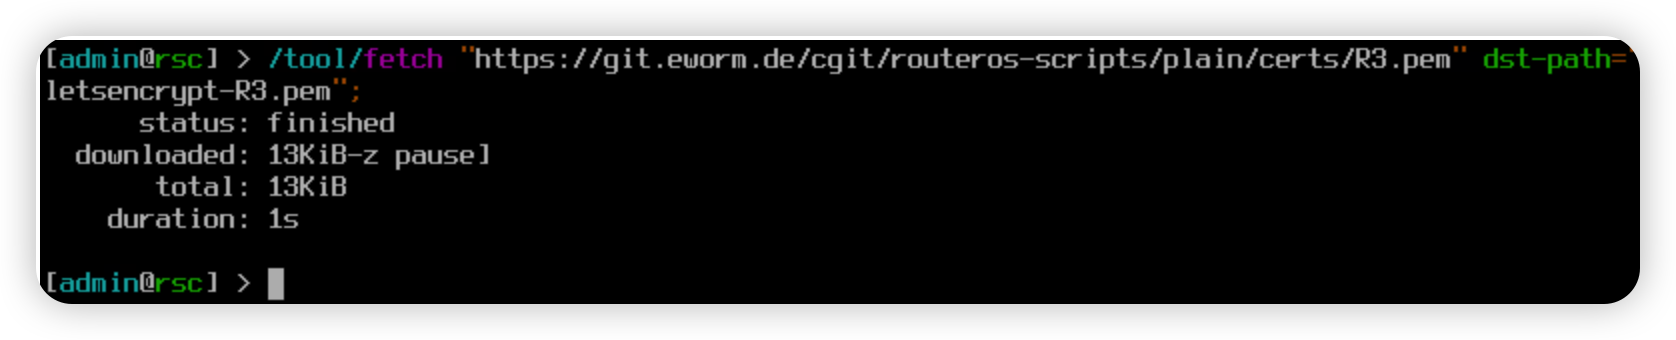 [admin@rsc] > /tool/fetch "https://git.eworm.de/cgit/routeros-scripts/plain/certs/R3.pem" dst-path="
letsencrypt-R3.pem";
status: finished
downloaded: 13KiB-z pause]
total: 13KiB
duration: 1s
[admin@rsc] >